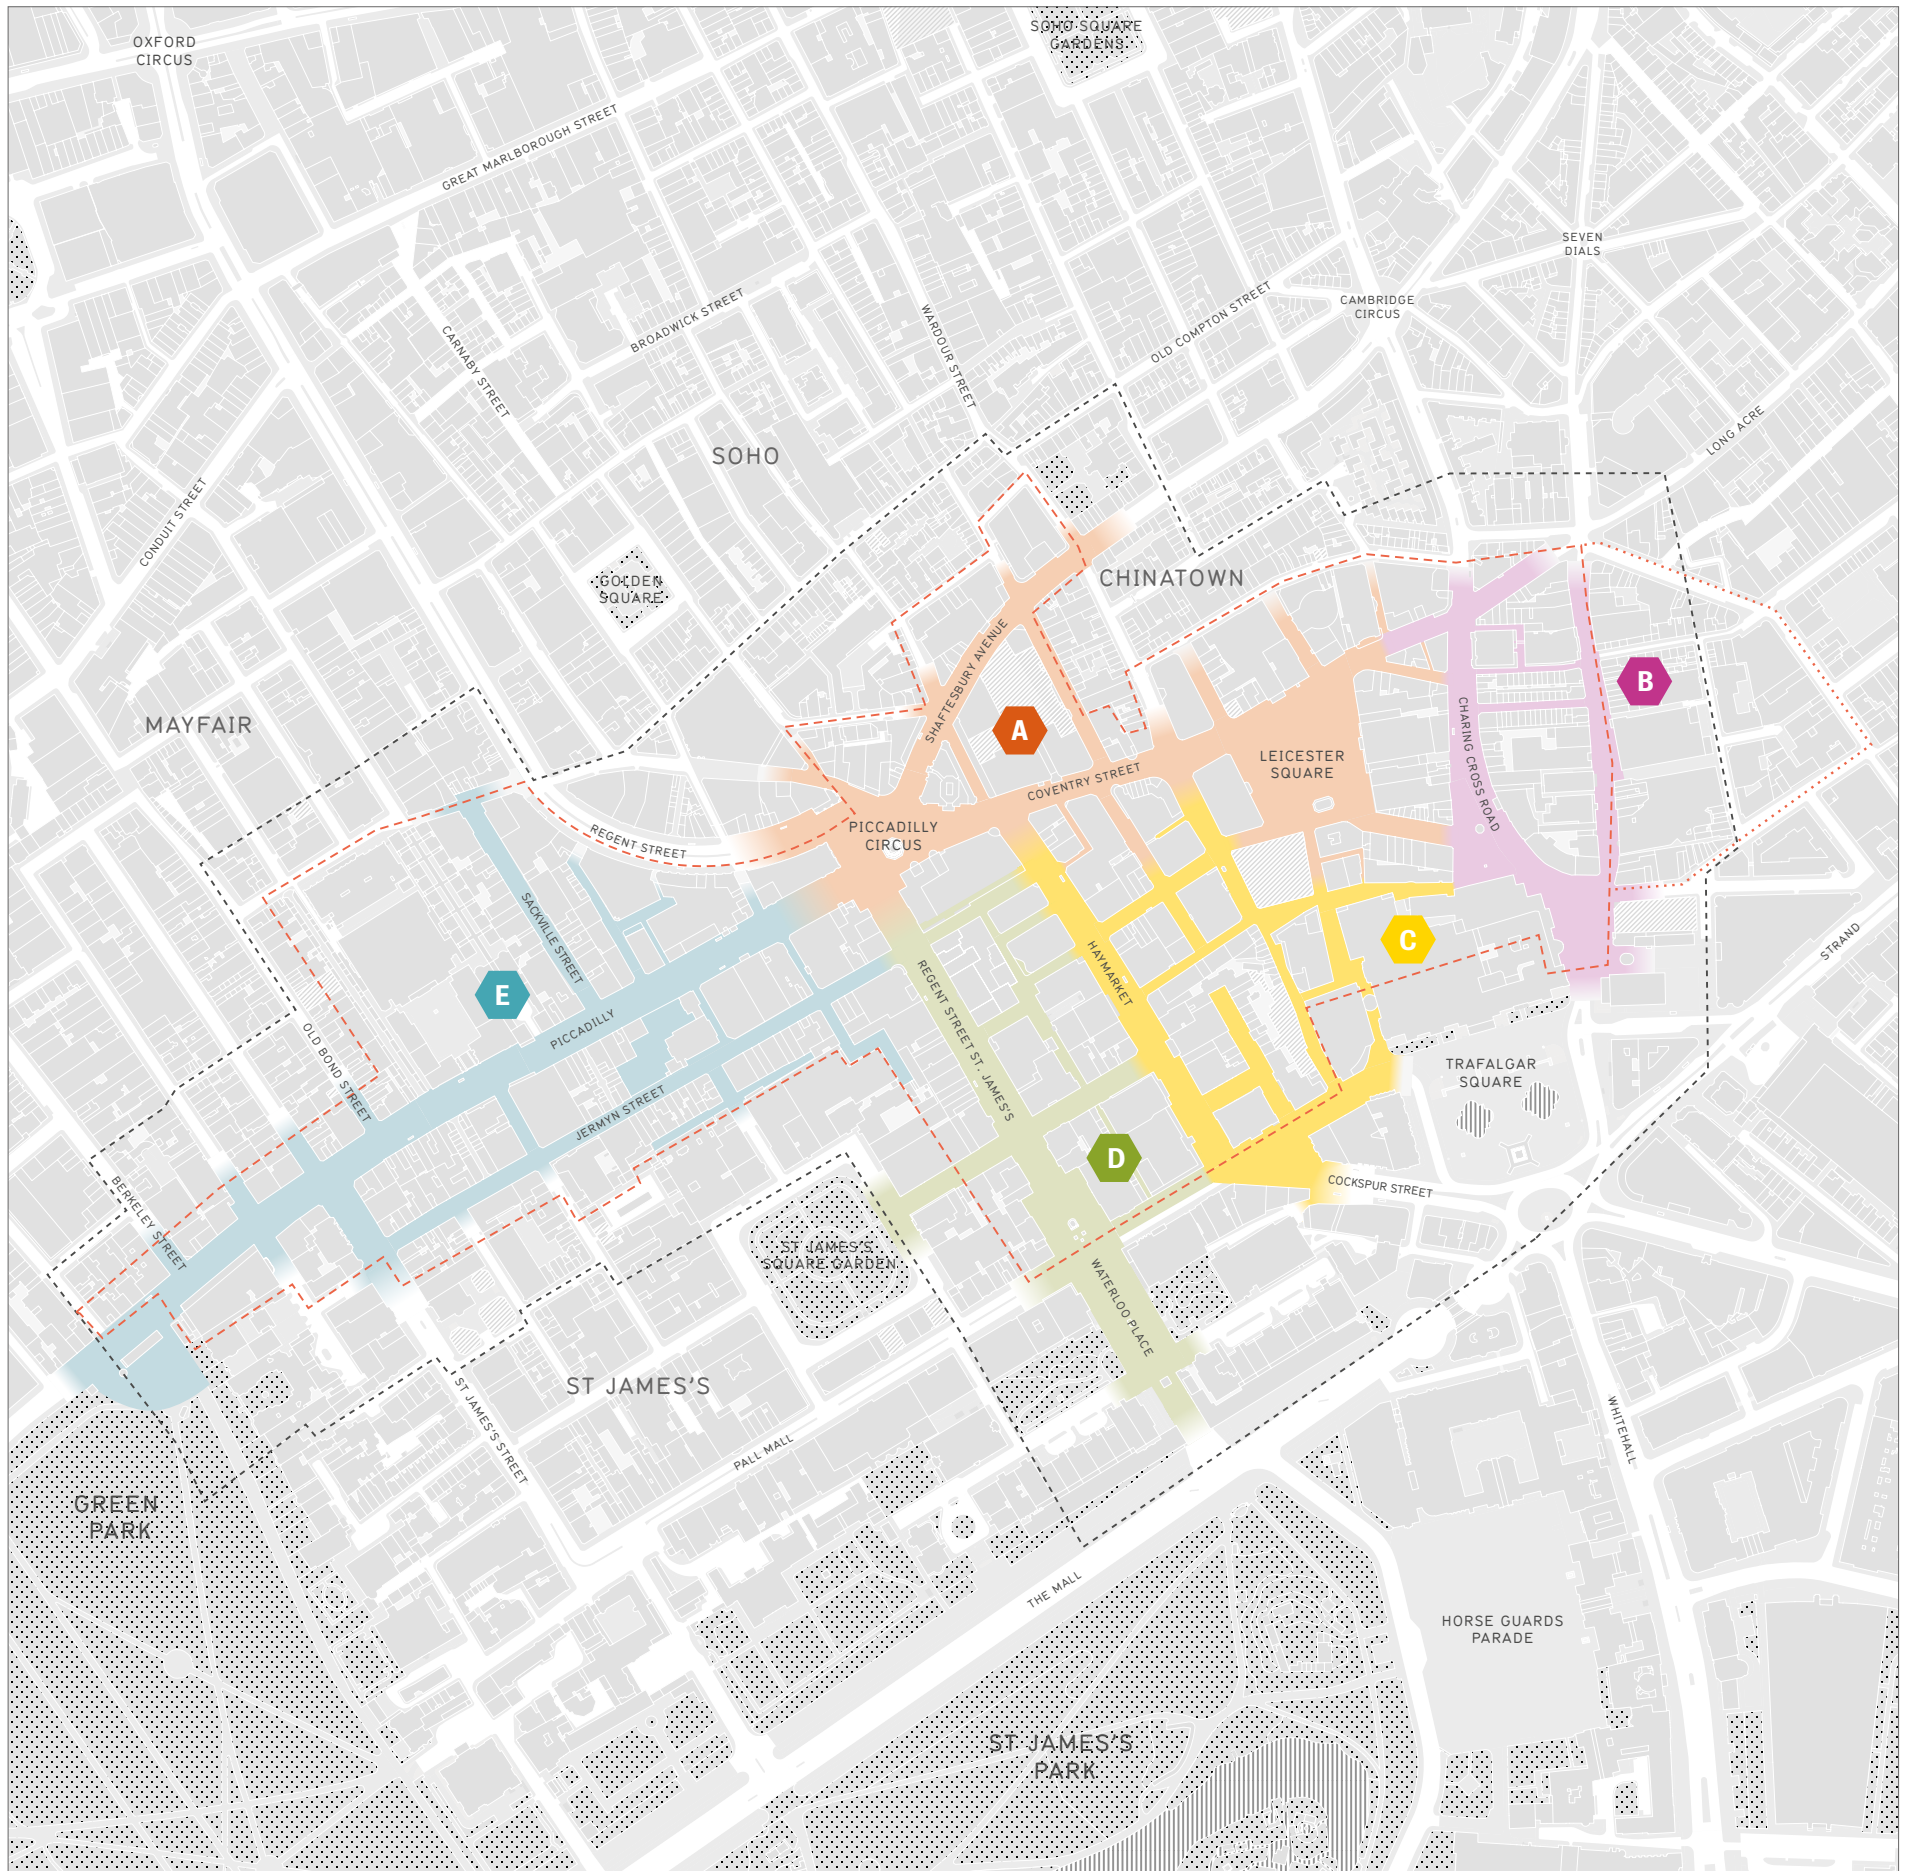 OXFORD
CIRCUS
SOHO SQUARE
GARDENS
GREAT MARLBOROUGH STREET
SEVEN
DIALS
CAMBRIDGE
CIRCUS
BROADWICK STREET
WARDOUR STREET
OLD COMPTON STREET
CARNABY STREET
LONG ACRE
SOHO
CONDUIT STREET
GOLDEN
SQUARE
CHINATOWN
SHAFTESBURY AVENUE
B
MAYFAIR
A
CHARING CROSS ROAD
LEICESTER
SQUARE
COVENTRY STREET
REGENT STREET
PICCADILLY
CIRCUS
SACKVILLE STREET
C
STRAND
HAYMARKET
E
PICCADILLY
REGENT STREET ST. JAMES'S
OLD BOND STREET
TRAFALGAR
SQUARE
JERMYN STREET
D
COCKSPUR STREET
BERKELEY STREET
ST JAMES'S
SQUARE GARDEN
WATERLOO PLACE
ST JAMES'S
ST JAMES'S STREET
PALL MALL
WHITEHALL
GREEN
PARK
THE MALL
HORSE GUARDS
PARADE
ST JAMES'S
PARK